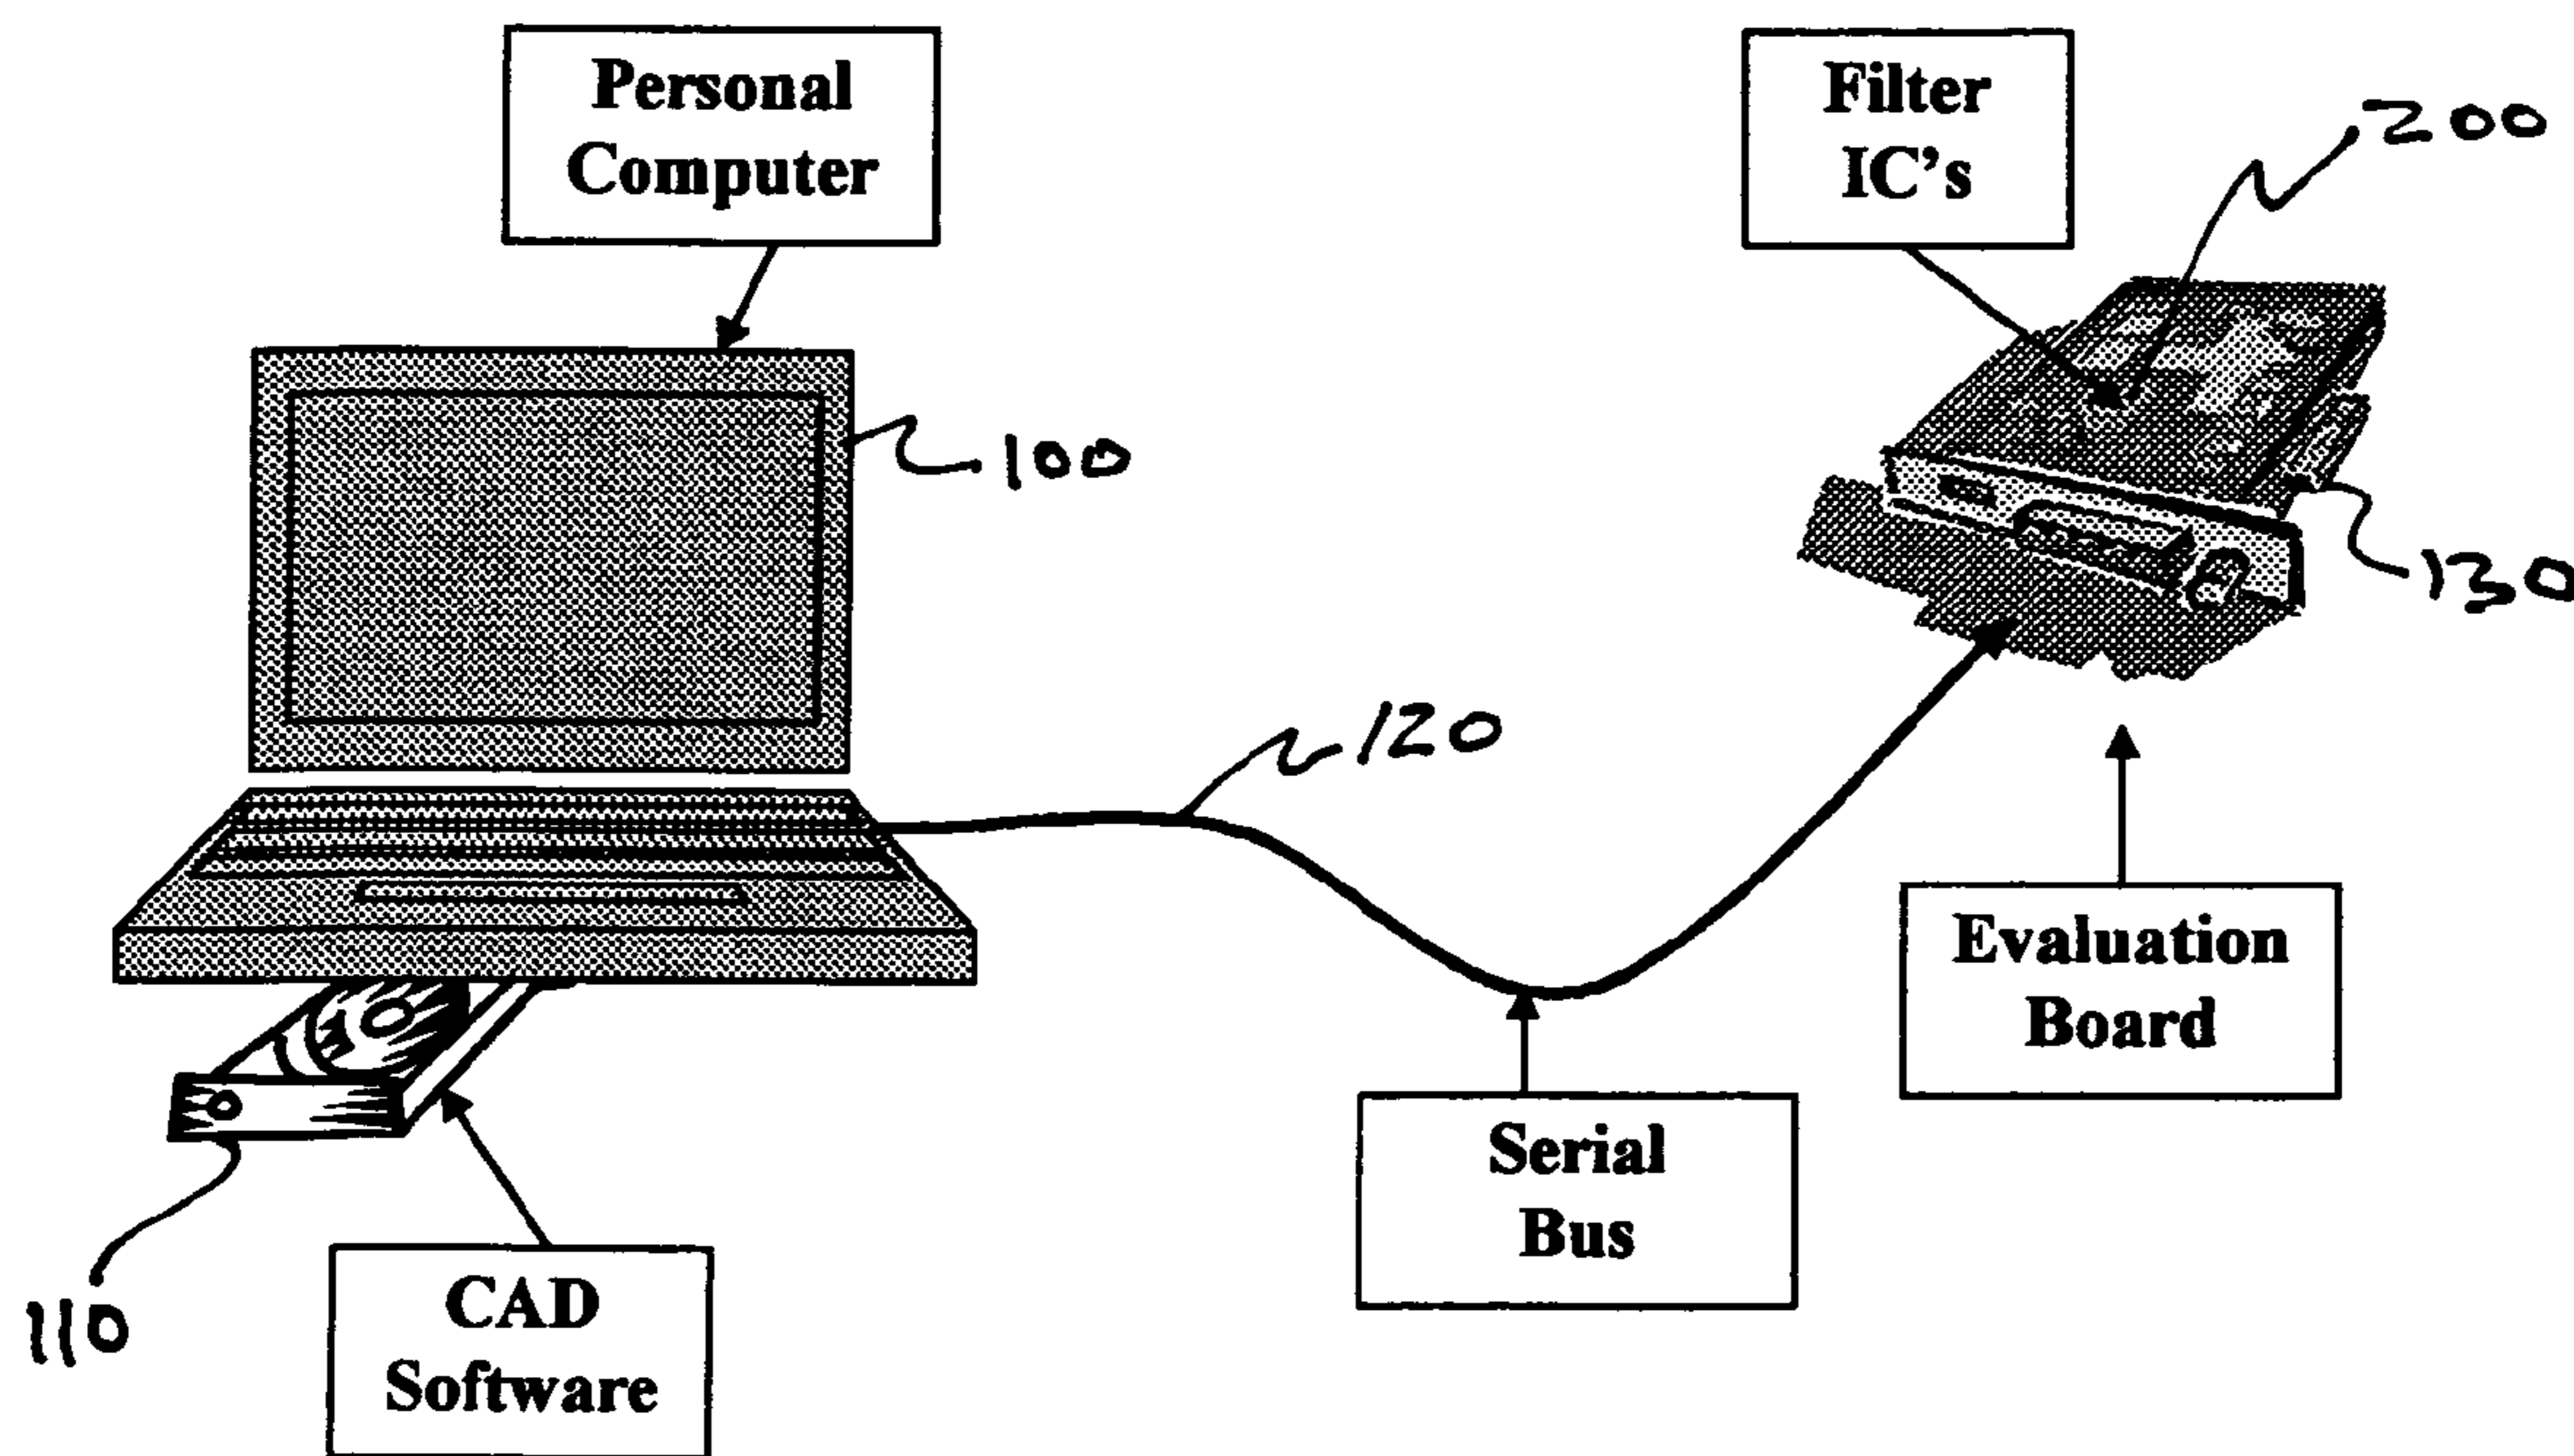 Personal
Computer
Filter
IC's
200
100
130
120
Evaluation
Board
Serial
Bus
110
CAD
Software